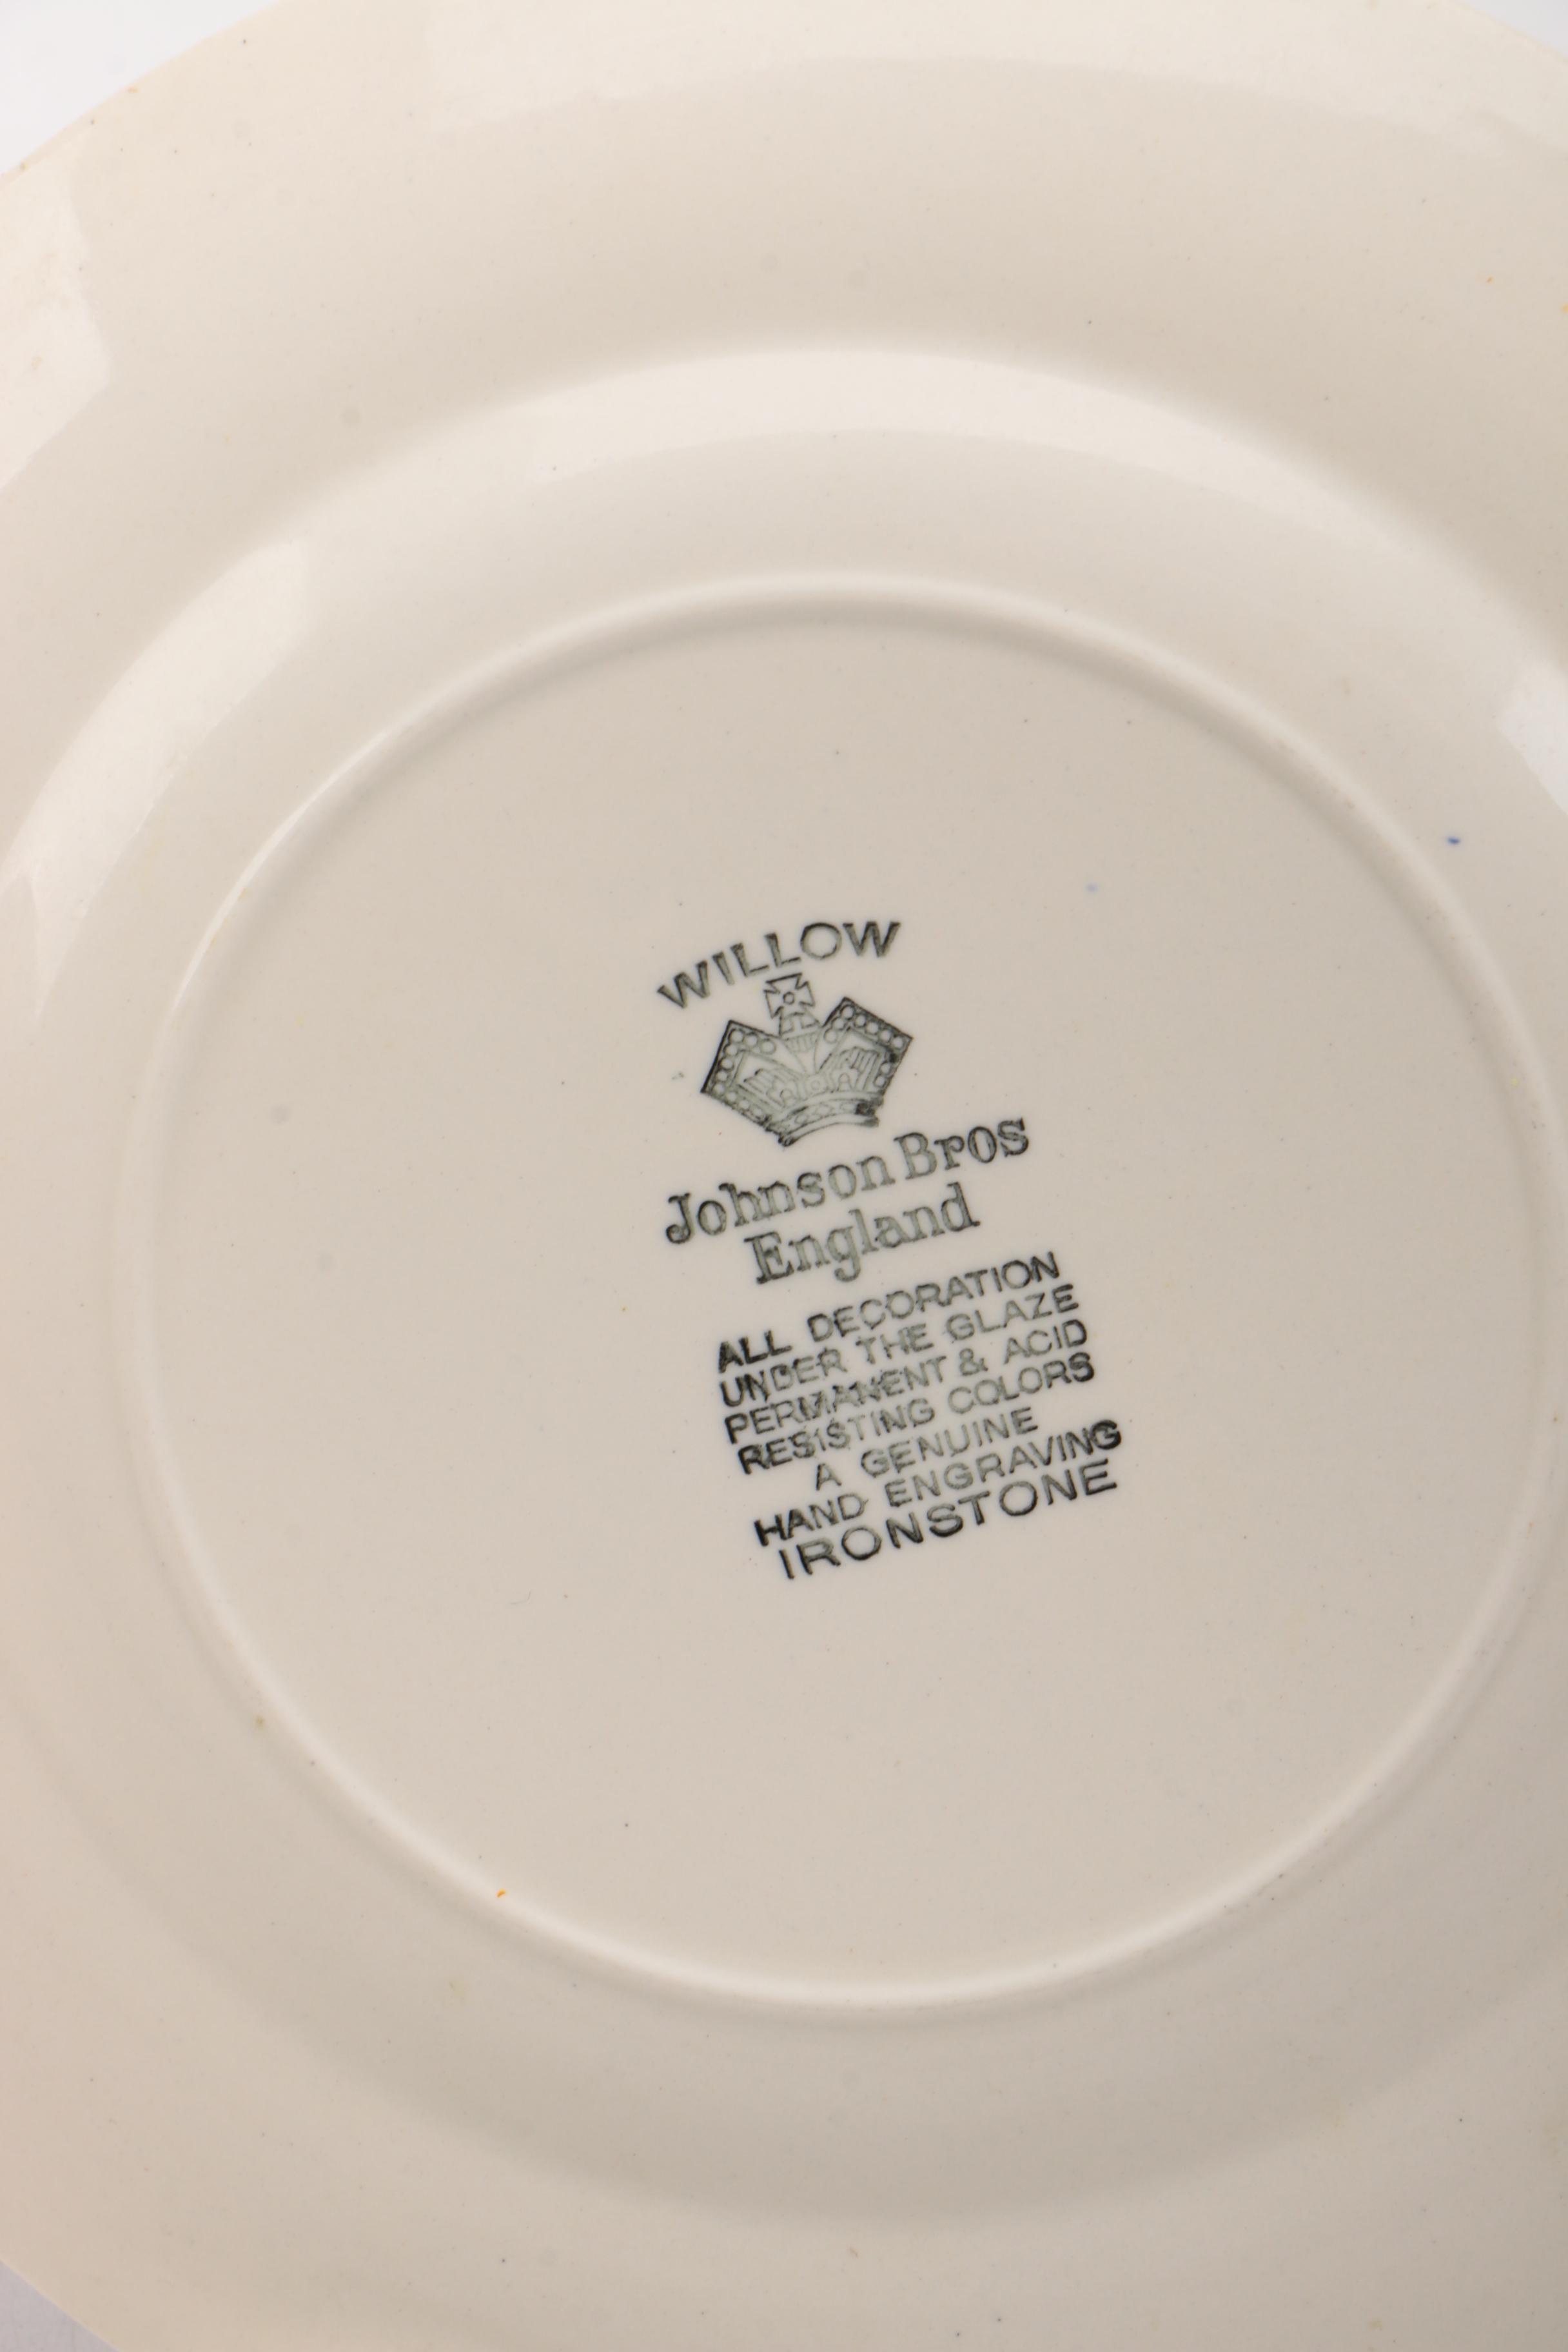 WILLOW
Johnson Bros
England
ALL DECORATION
UNDER THE GLAZE
PERMANENT & ACID
RESISTING COLORS
A GENUINE
HAND ENGRAVING
IRONSTONE